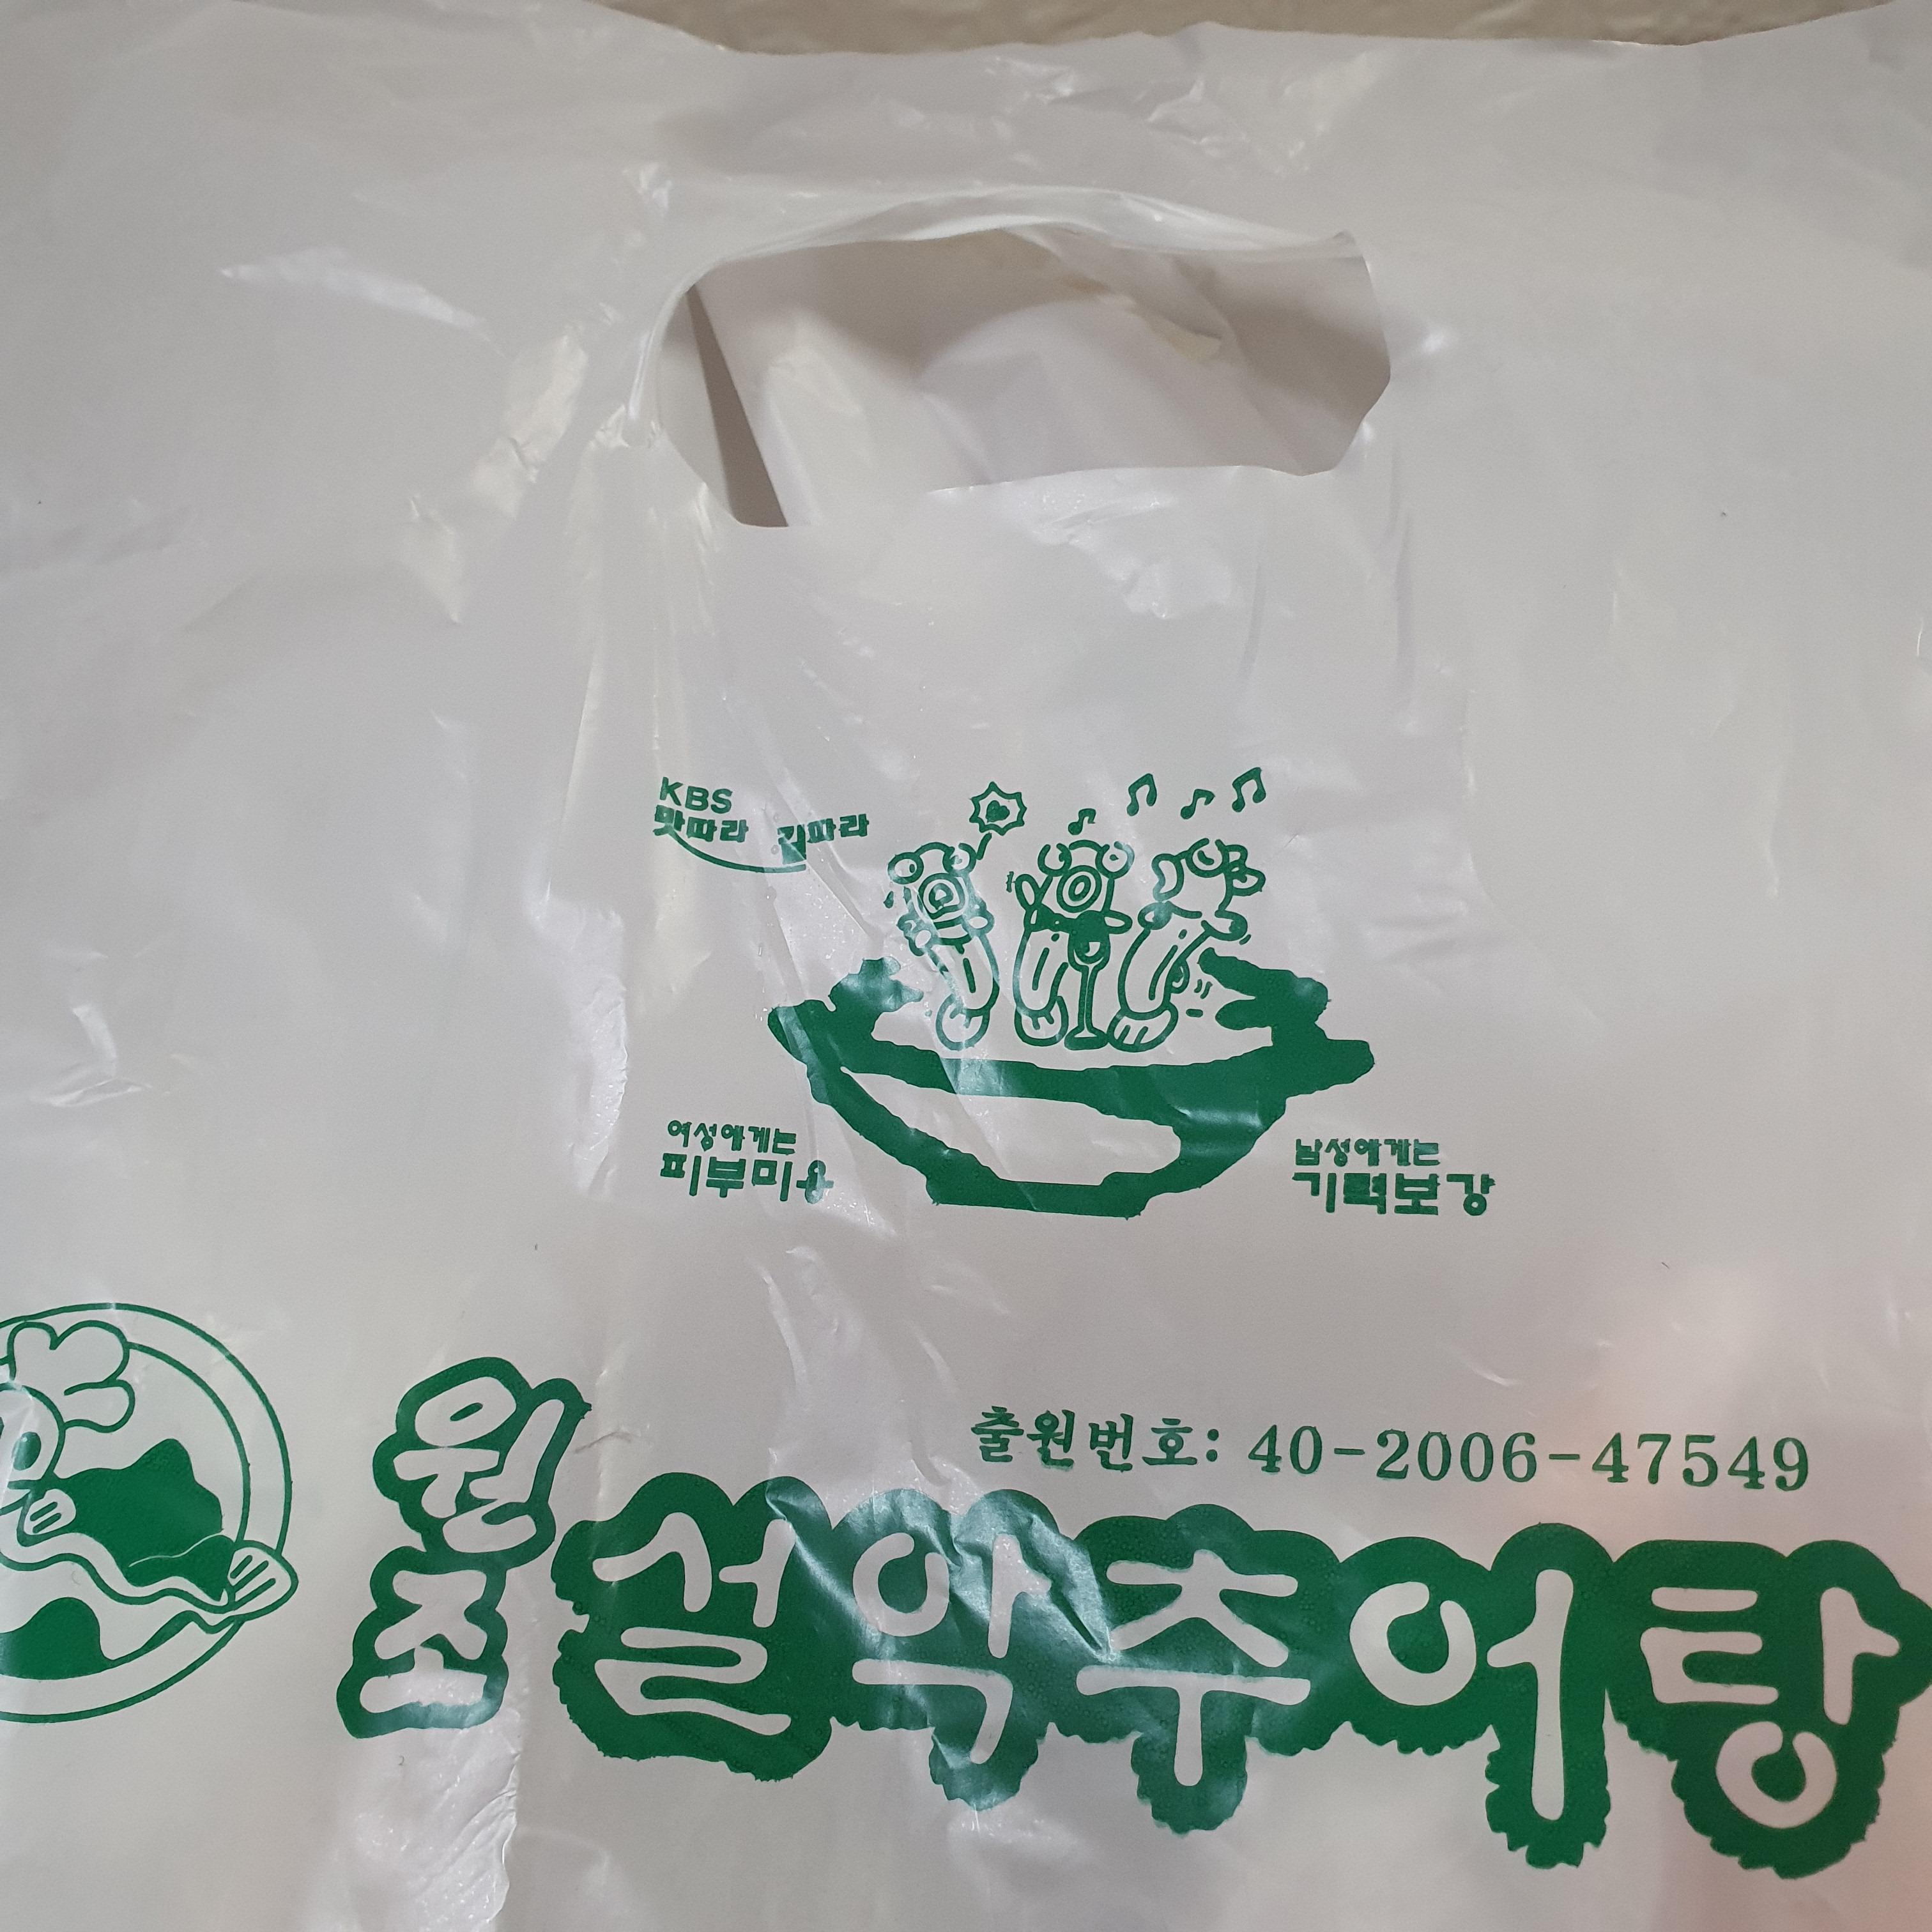 KBS
맛따라 길따라
여성에게는
피부미용
남성에게는
기력보강
출원번호: 40-2006-47549
원조 설악추어탕